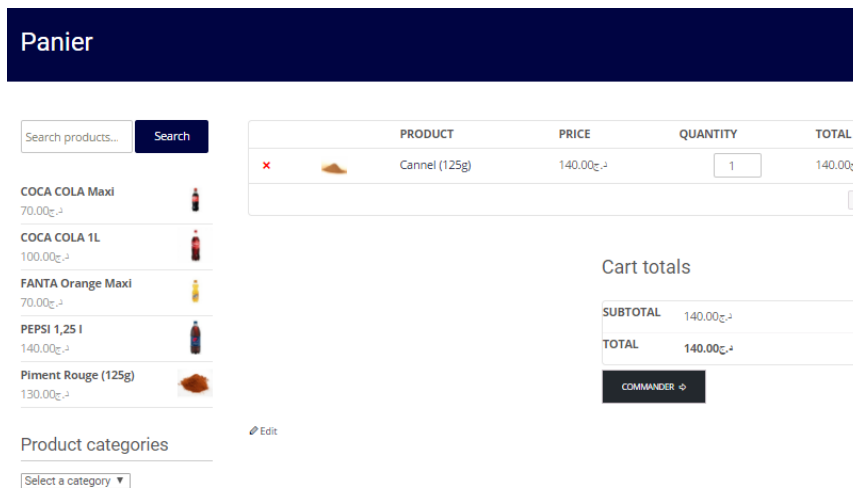 Panier
Search products...
Search
COCA COLA Maxi
70.00د.ج
COCA COLA 1L
100.00د.ج
FANTA Orange Maxi
70.00د.ج
PEPSI 1,25 l
140.00د.ج
Piment Rouge (125g)
130.00د.ج
Product categories
Select a category ▼
PRODUCT PRICE QUANTITY TOTAL
× Cannel (125g) 140.00د.ج 1 140.00ج
Cart totals
SUBTOTAL 140.00د.ج
TOTAL 140.00د.ج
COMMANDER
Edit